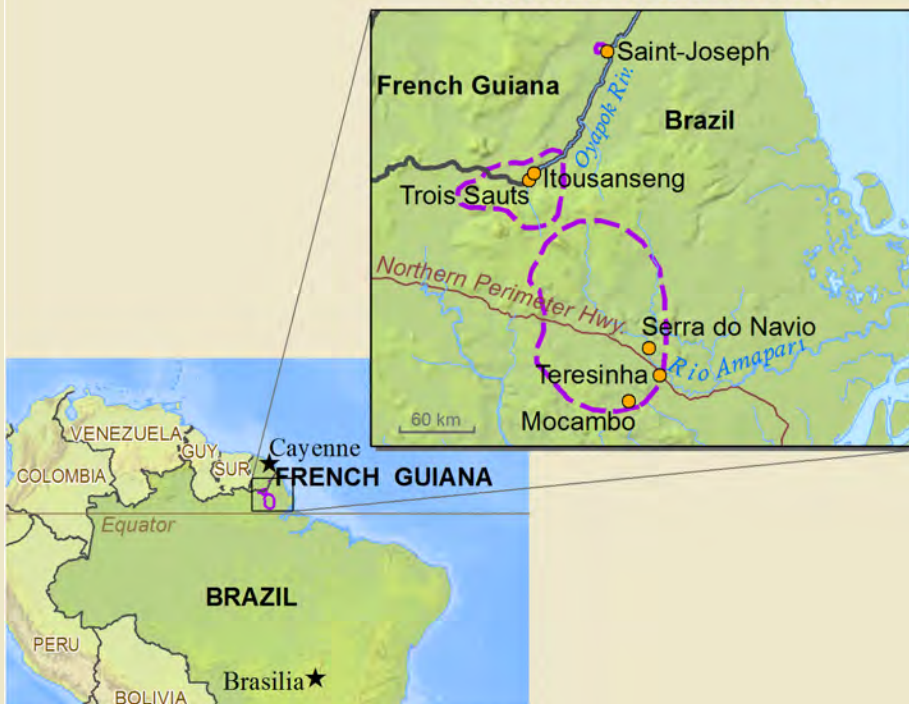 Saint-Joseph
French Guiana
Oyapok Riv.
Brazil
Itousanseng
Trois Sauts
Northern Perimeter Hwy.
Serra do Navio
Rio Amapari
Teresinha
Mocambo
60 km
VENEZUELA
GUY
SUR
Cayenne
COLOMBIA
FRENCH GUIANA
Equator
BRAZIL
PERU
Brasilia
BOLIVIA